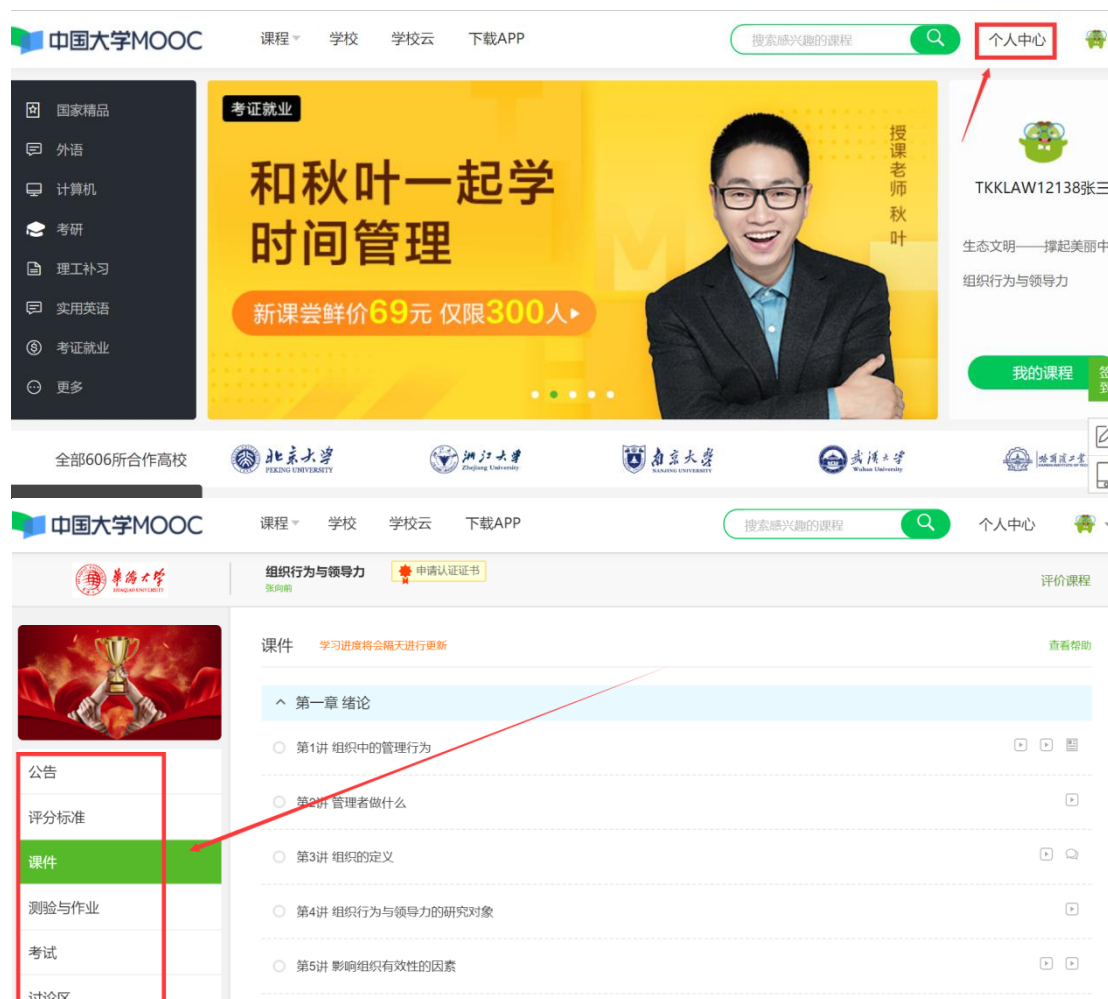 中国大学MOOC 课程 学校 学校云 下载APP 搜索感兴趣的课程 个人中心
国家精品
外语
计算机
考研
理工补习
实用英语
考证就业
更多
考证就业
和秋叶一起学
时间管理
新课尝鲜价69元 仅限300人
授课老师 秋叶
TKKLAW12138张三
生态文明——撑起美丽中
组织行为与领导力
我的课程
签到
全部606所合作高校
北京大学
PEKING UNIVERSITY
浙江大学
Zhejiang University
南京大学
NANJING UNIVERSITY
武汉大学
Wuhan University
中国大学MOOC 课程 学校 学校云 下载APP 搜索感兴趣的课程 个人中心
华侨大学
HUAQIAO UNIVERSITY
组织行为与领导力 申请认证证书
张向前
评价课程
公告
评分标准
课件
测验与作业
考试
讨论区
课件 学习进度将会隔天进行更新 查看帮助
第一章 绪论
第1讲 组织中的管理行为
第2讲 管理者做什么
第3讲 组织的定义
第4讲 组织行为与领导力的研究对象
第5讲 影响组织有效性的因素